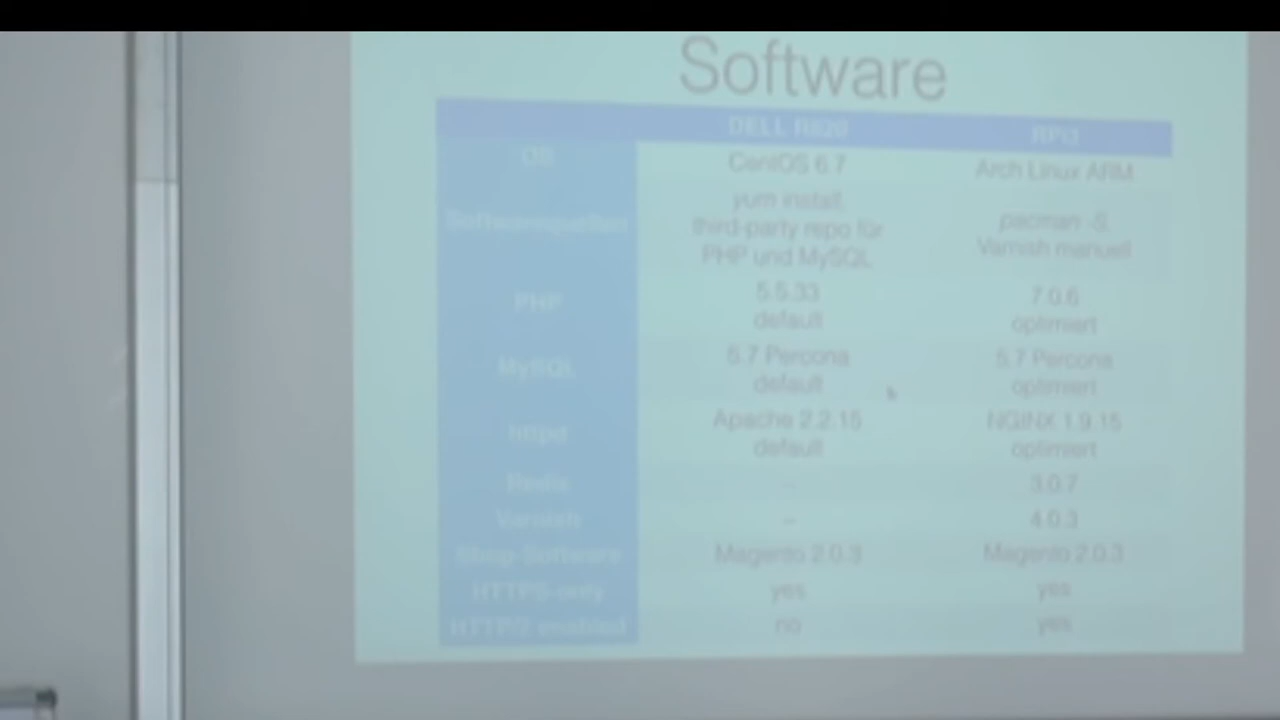 Software
DELL R820 RPi3
OS CentOS 6.7 Arch Linux ARM
Softwarequellen yum install, pacman -S,
third-party repo für Varnish manuell
PHP und MySQL
PHP 5.5.33 7.0.6
default optimiert
MySQL 5.7 Percona 5.7 Percona
default optimiert
httpd Apache 2.2.15 NGINX 1.9.15
default optimiert
Redis - 3.0.7
Varnish - 4.0.3
Shop-Software Magento 2.0.3 Magento 2.0.3
HTTPS-only yes yes
HTTP/2 enabled no yes